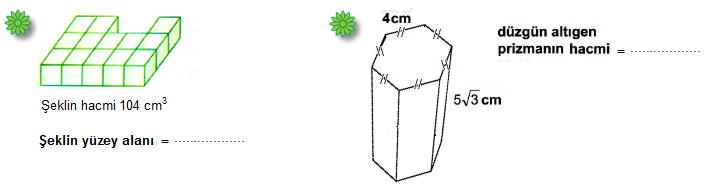 Şeklin hacmi 104 cm³
Şeklin yüzey alanı = ...................
4cm
5√3 cm
düzgün altıgen
prizmanın hacmi = ...................